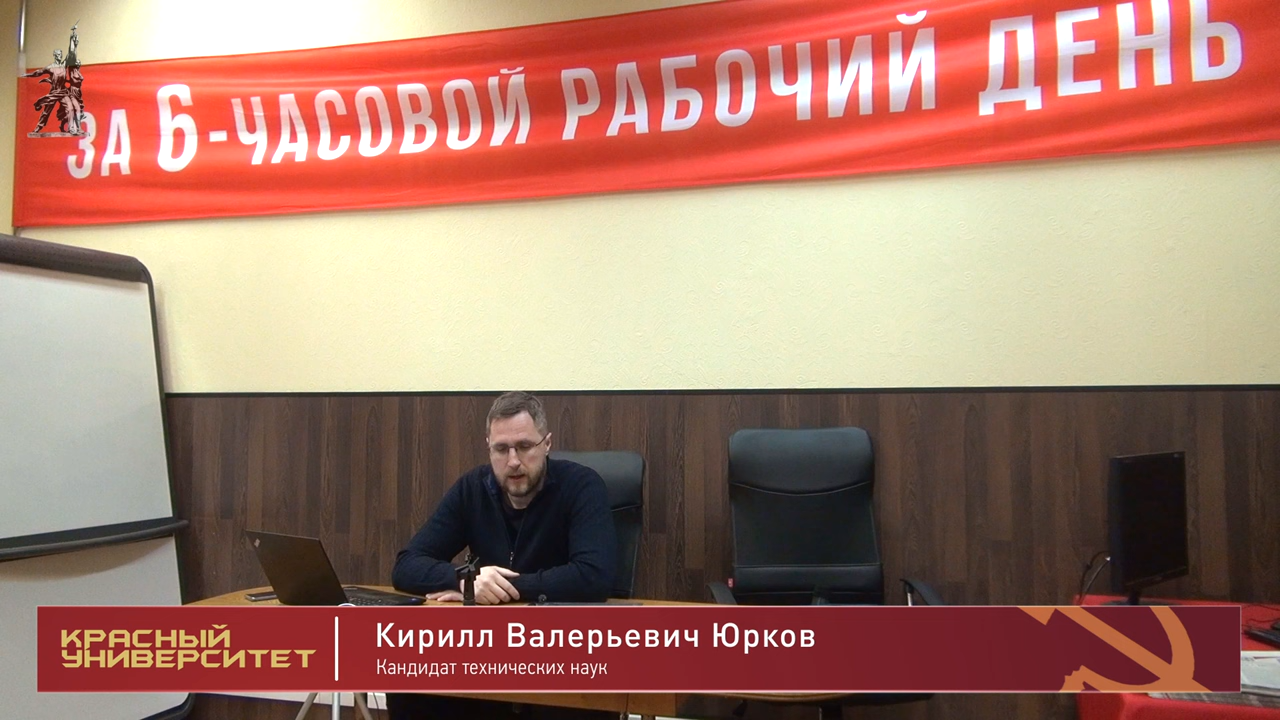 ЗА 6-ЧАСОВОЙ РАБОЧИЙ ДЕНЬ
КРАСНЫЙ
УНИВЕРСИТЕТ
Кирилл Валерьевич Юрков
Кандидат технических наук